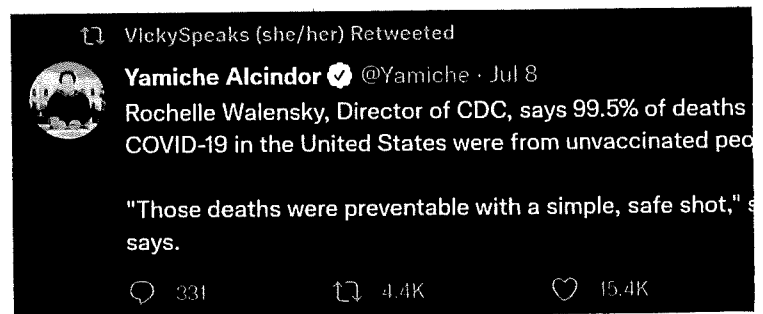 VickySpeaks (she/her) Retweeted
Yamiche Alcindor @Yamiche · Jul 8
Rochelle Walensky, Director of CDC, says 99.5% of deaths
COVID-19 in the United States were from unvaccinated
"Those deaths were preventable with a simple, safe shot,"
says.
331 4.4K 15.4K